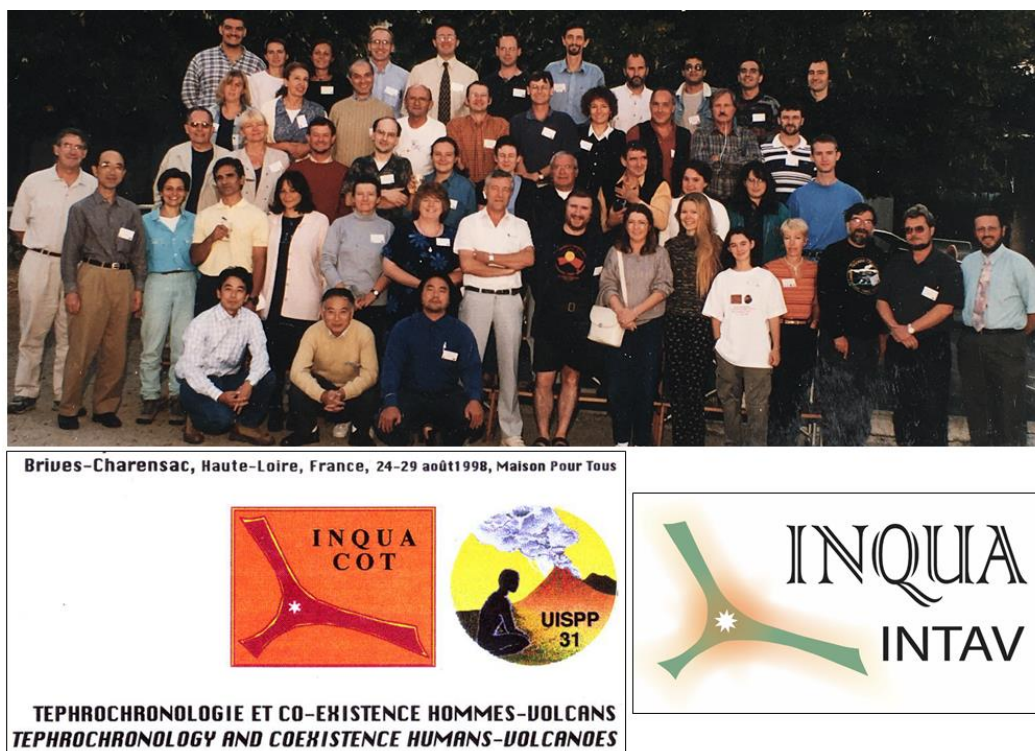 Brives-Charensac, Haute-Loire, France, 24-29 août1998, Maison Pour Tous
INQUA
COT
UISPP
31
TEPHROCHRONOLOGIE ET CO-EXISTENCE HOMMES-VOLCANS
TEPHROCHRONOLOGY AND COEXISTENCE HUMANS-VOLCANOES
INQUA
INTAV